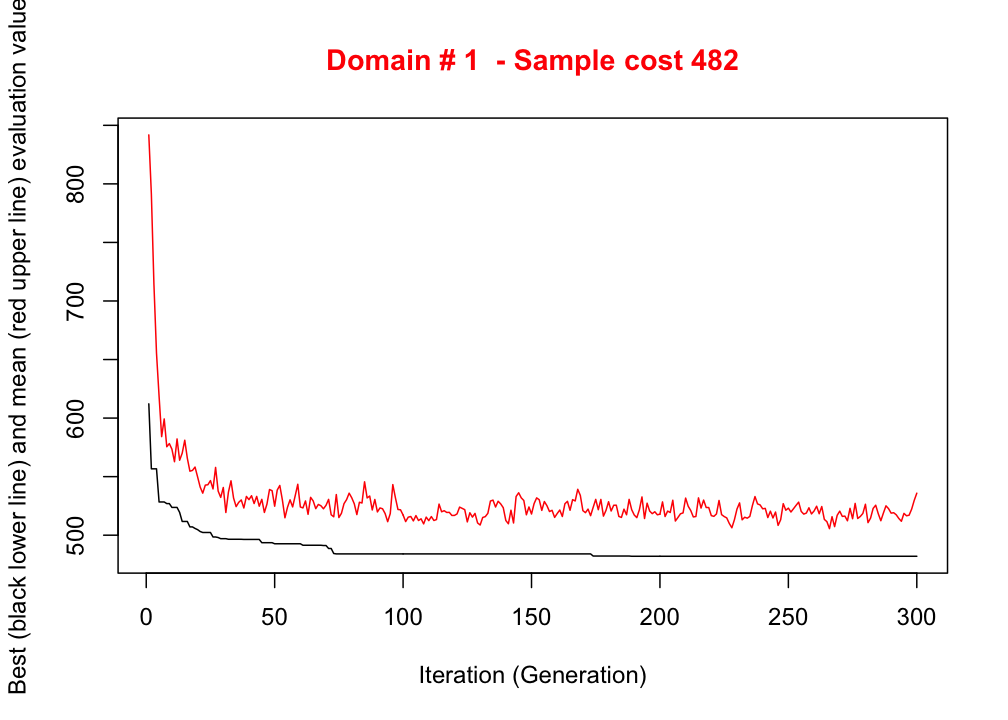 Domain # 1  - Sample cost 482
Best (black lower line) and mean (red upper line) evaluation value
800
700
600
500
0 50 100 150 200 250 300
Iteration (Generation)